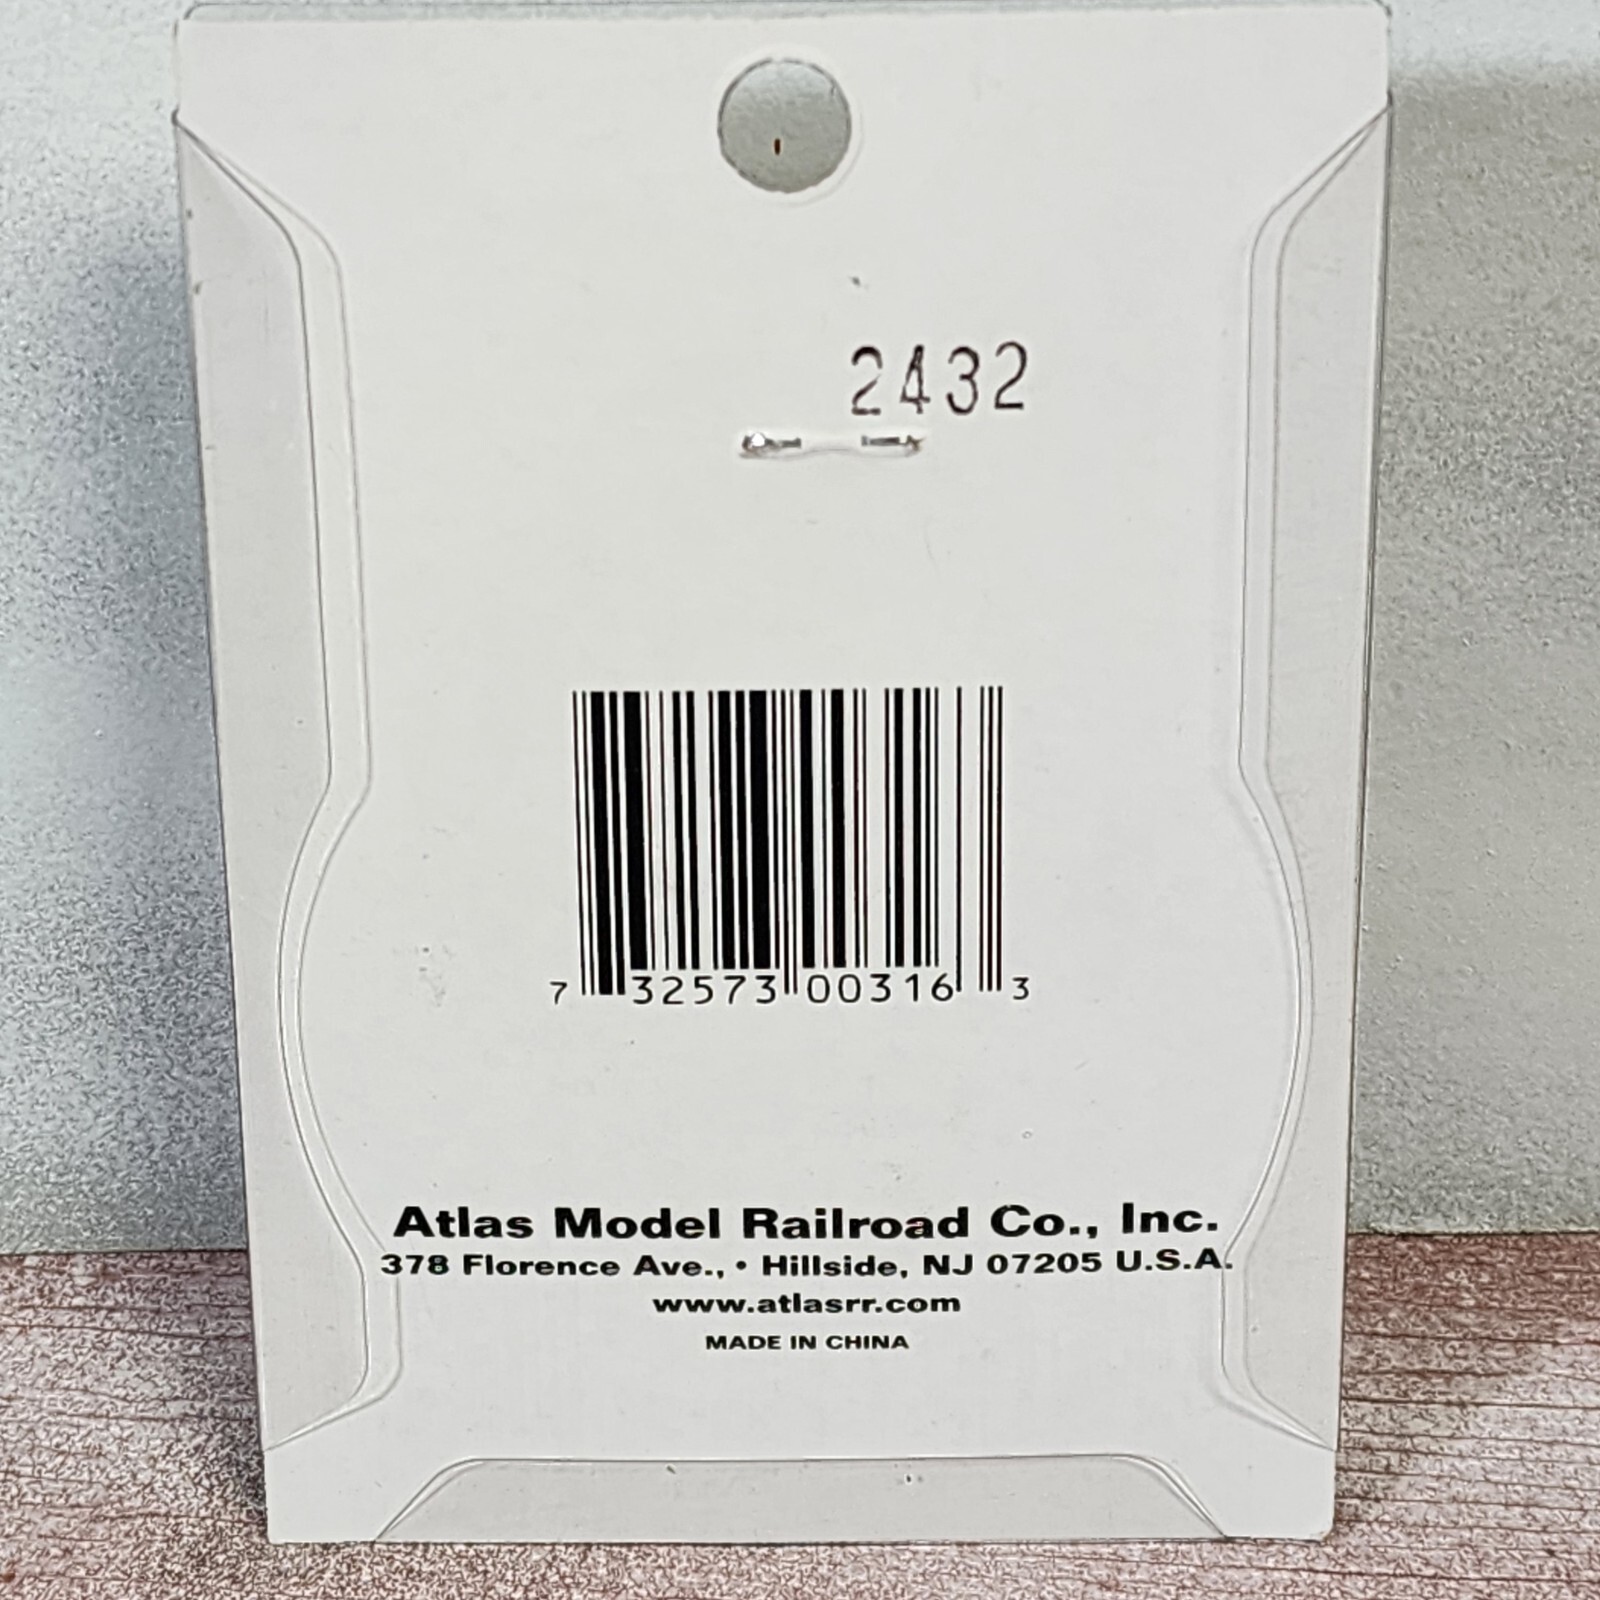 2432
7 32573 00316 3
Atlas Model Railroad Co., Inc.
378 Florence Ave., • Hillside, NJ 07205 U.S.A.
www.atlasrr.com
MADE IN CHINA